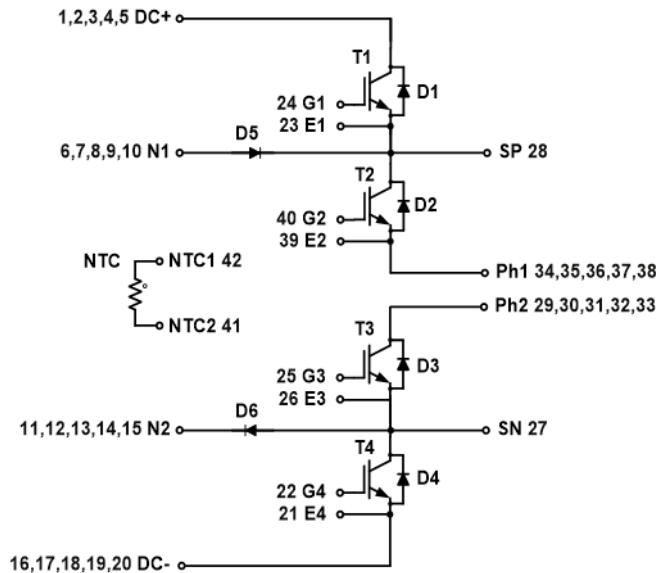 1,2,3,4,5 DC+
T1
D1
24 G1
23 E1
D5
6,7,8,9,10 N1
SP 28
T2
D2
40 G2
39 E2
NTC
NTC1 42
Ph1 34,35,36,37,38
Ph2 29,30,31,32,33
NTC2 41
T3
D3
25 G3
26 E3
D6
11,12,13,14,15 N2
SN 27
T4
D4
22 G4
21 E4
16,17,18,19,20 DC-